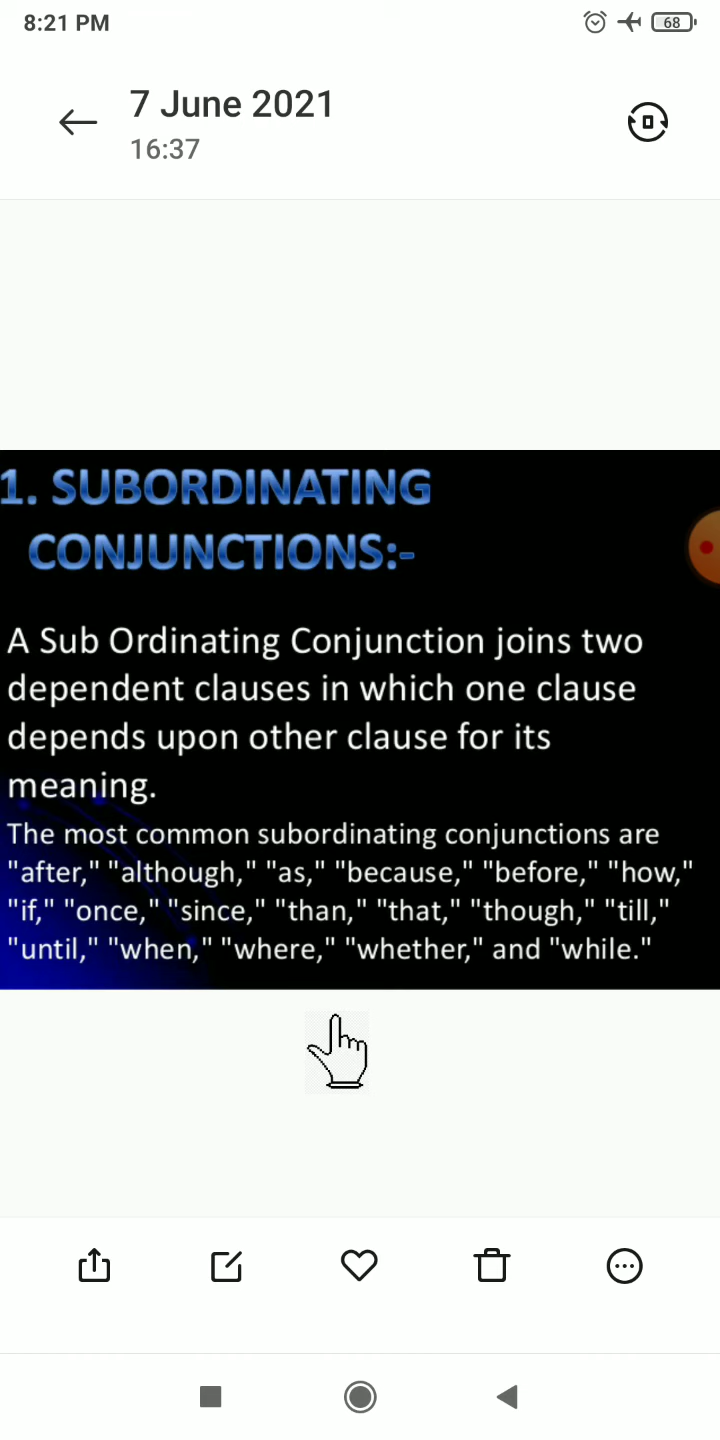 8:21 PM
68
7 June 2021
16:37
1. SUBORDINATING
CONJUNCTIONS:-
A Sub Ordinating Conjunction joins two
dependent clauses in which one clause
depends upon other clause for its
meaning.
The most common subordinating conjunctions are
"after," "although," "as," "because," "before," "how,"
"if," "once," "since," "than," "that," "though," "till,"
"until," "when," "where," "whether," and "while."